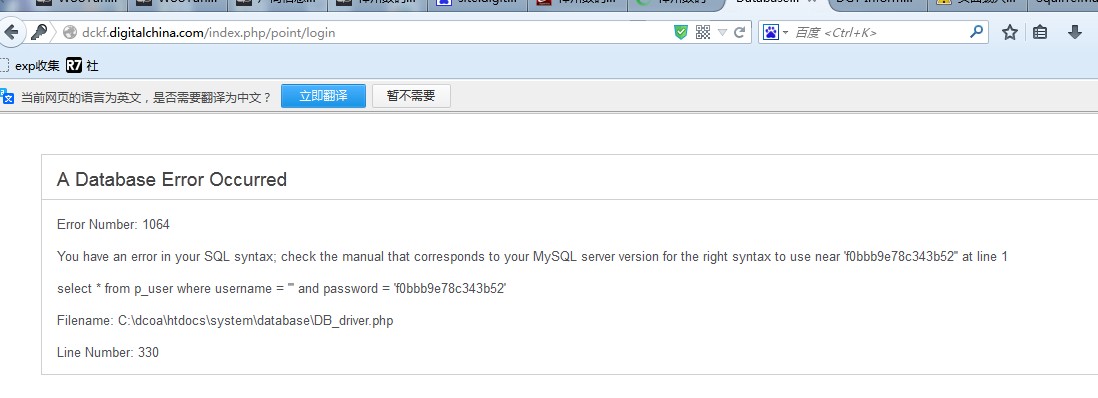 dckf.digitalchina.com/index.php/point/login
百度 <Ctrl+K>
exp收集 R7 社
当前网页的语言为英文，是否需要翻译为中文？ 立即翻译 暂不需要
A Database Error Occurred
Error Number: 1064
You have an error in your SQL syntax; check the manual that corresponds to your MySQL server version for the right syntax to use near 'f0bbb9e78c343b52'' at line 1
select * from p_user where username = ''' and password = 'f0bbb9e78c343b52'
Filename: C:\dcoa\htdocs\system\database\DB_driver.php
Line Number: 330